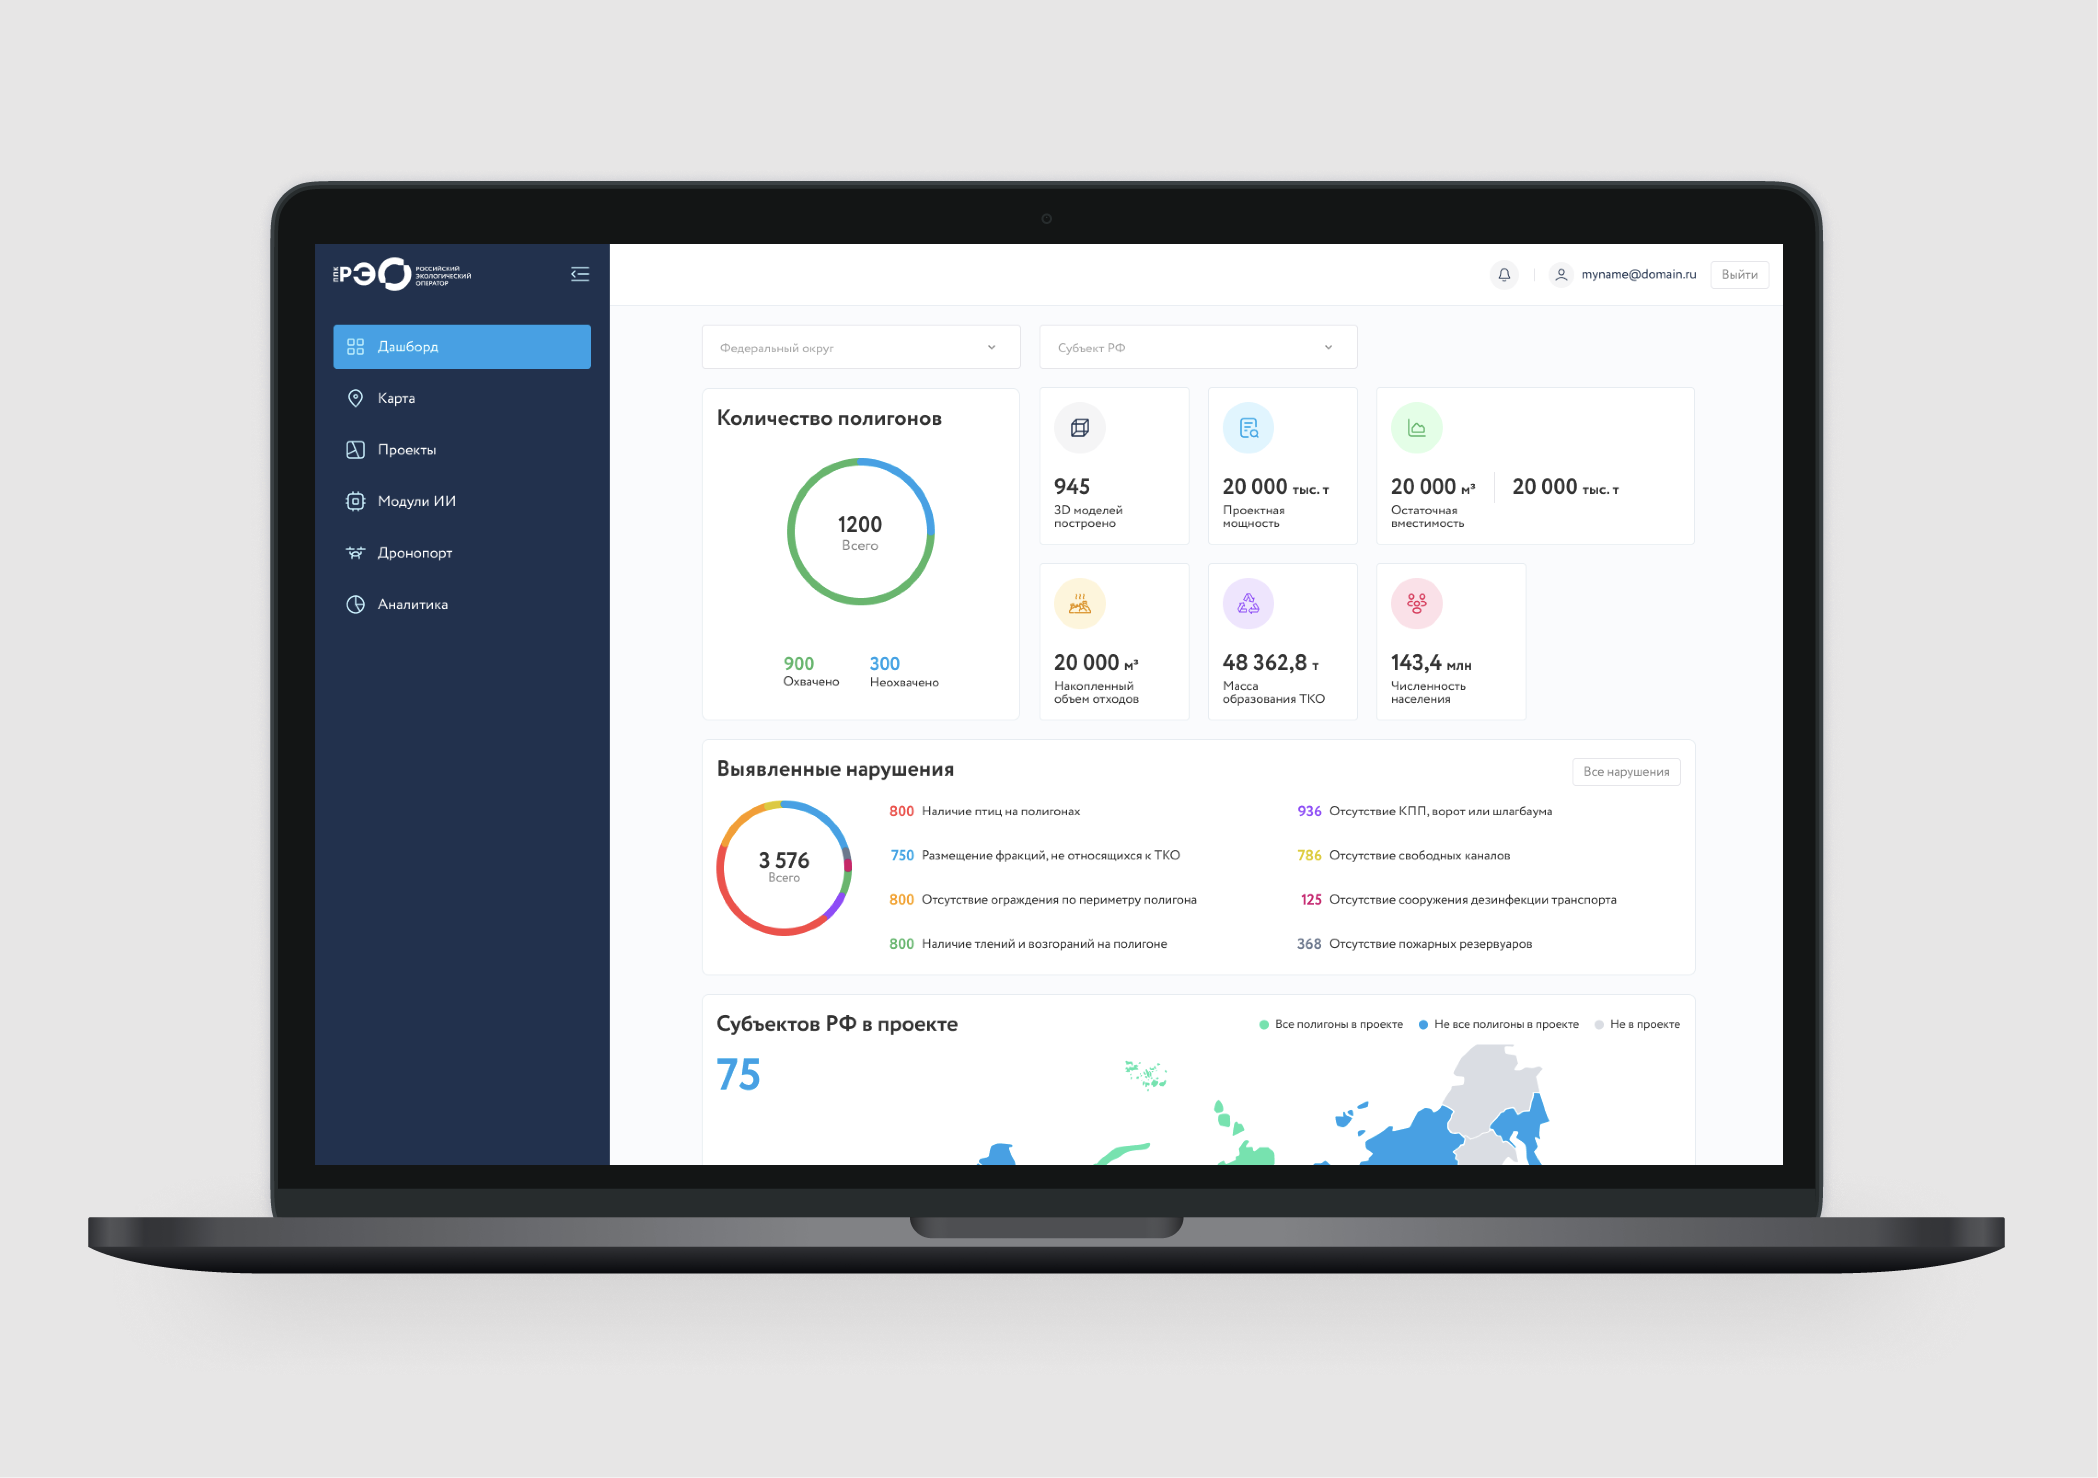 ППК РЭО РОССИЙСКИЙ
ЭКОЛОГИЧЕСКИЙ
ОПЕРАТОР
myname@domain.ru
Выйти
Дашборд
Карта
Проекты
Модули ИИ
Дронопорт
Аналитика
Федеральный округ
Субъект РФ
Количество полигонов
1200
Всего
900
Охвачено
300
Неохвачено
945
3D моделей
построено
20 000 тыс. т
Проектная
мощность
20 000 м³
20 000 тыс. т
Остаточная
вместимость
20 000 м³
Накопленный
объем отходов
48 362,8 т
Масса
образования ТКО
143,4 млн
Численность
населения
Выявленные нарушения
Все нарушения
3 576
Всего
800 Наличие птиц на полигонах
750 Размещение фракций, не относящихся к ТКО
800 Отсутствие ограждения по периметру полигона
800 Наличие тлений и возгораний на полигоне
936 Отсутствие КПП, ворот или шлагбаума
786 Отсутствие свободных каналов
125 Отсутствие сооружения дезинфекции транспорта
368 Отсутствие пожарных резервуаров
Субъектов РФ в проекте
75
Все полигоны в проекте
Не все полигоны в проекте
Не в проекте